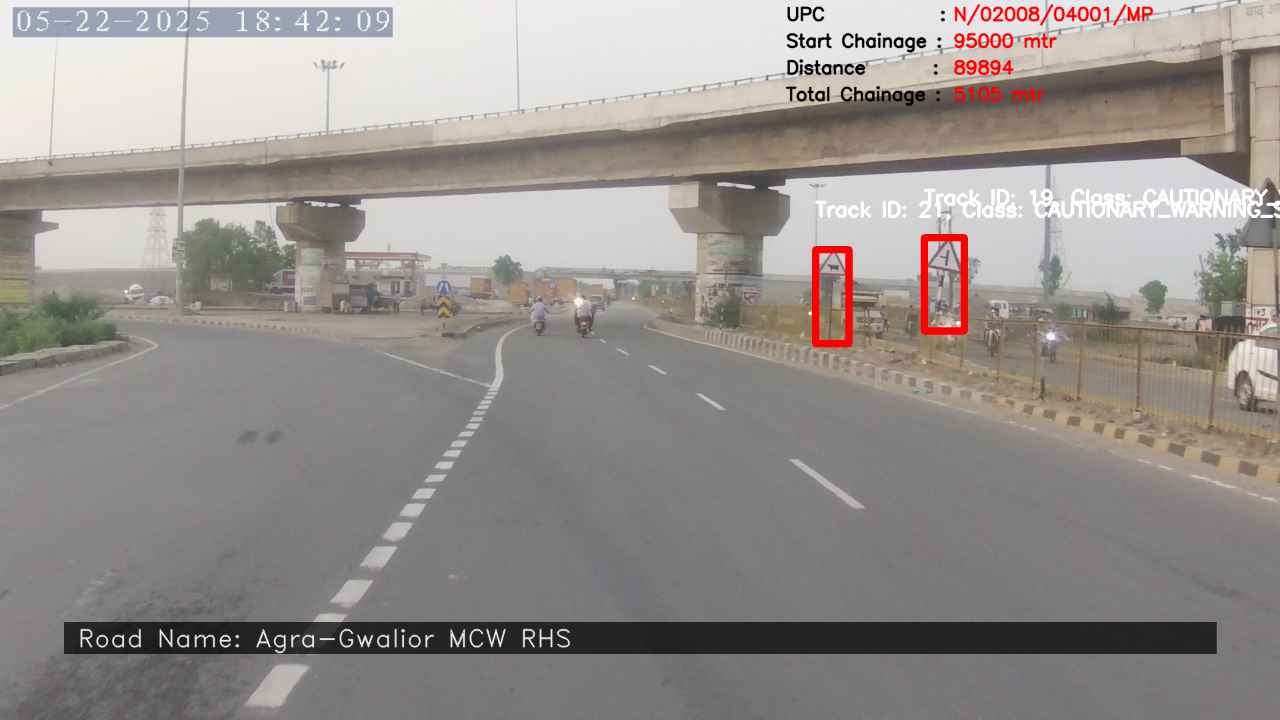 05-22-2025 18:42:09
UPC : N/02008/04001/MP
Start Chainage : 95000 mtr
Distance : 89894
Total Chainage : 5105 mtr
Track ID: 19, Class: CAUTIONARY
Track ID: 21, Class: CAUTIONARY_WARNING_S
Road Name: Agra-Gwalior MCW RHS